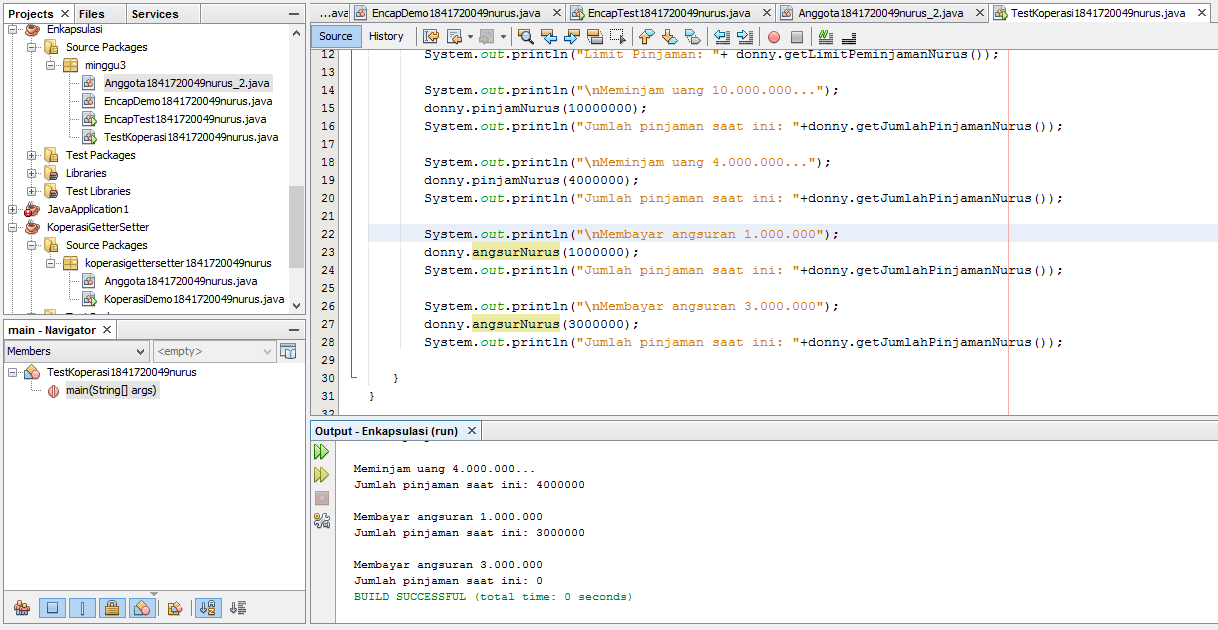 Projects
Files
Services
Enkapsulasi
Source Packages
minggu3
Anggota1841720049nurus_2.java
EncapDemo1841720049nurus.java
EncapTest1841720049nurus.java
TestKoperasi1841720049nurus.java
Test Packages
Libraries
Test Libraries
JavaApplication1
KoperasiGetterSetter
Source Packages
koperasigettersetter1841720049nurus
Anggota1841720049nurus.java
KoperasiDemo1841720049nurus.java
main - Navigator
Members
<empty>
TestKoperasi1841720049nurus
main(String[] args)
...ava
EncapDemo1841720049nurus.java
EncapTest1841720049nurus.java
Anggota1841720049nurus_2.java
TestKoperasi1841720049nurus.java
Source
History
12 System.out.println("Limit Pinjaman: "+ donny.getLimitPeminjamanNurus());
13
14 System.out.println("\nMeminjam uang 10.000.000...");
15 donny.pinjamNurus(10000000);
16 System.out.println("Jumlah pinjaman saat ini: "+donny.getJumlahPinjamanNurus());
17
18 System.out.println("\nMeminjam uang 4.000.000...");
19 donny.pinjamNurus(4000000);
20 System.out.println("Jumlah pinjaman saat ini: "+donny.getJumlahPinjamanNurus());
21
22 System.out.println("\nMembayar angsuran 1.000.000");
23 donny.angsurNurus(1000000);
24 System.out.println("Jumlah pinjaman saat ini: "+donny.getJumlahPinjamanNurus());
25
26 System.out.println("\nMembayar angsuran 3.000.000");
27 donny.angsurNurus(3000000);
28 System.out.println("Jumlah pinjaman saat ini: "+donny.getJumlahPinjamanNurus());
29
30 }
31 }
32
Output - Enkapsulasi (run)
Meminjam uang 4.000.000...
Jumlah pinjaman saat ini: 4000000
Membayar angsuran 1.000.000
Jumlah pinjaman saat ini: 3000000
Membayar angsuran 3.000.000
Jumlah pinjaman saat ini: 0
BUILD SUCCESSFUL (total time: 0 seconds)